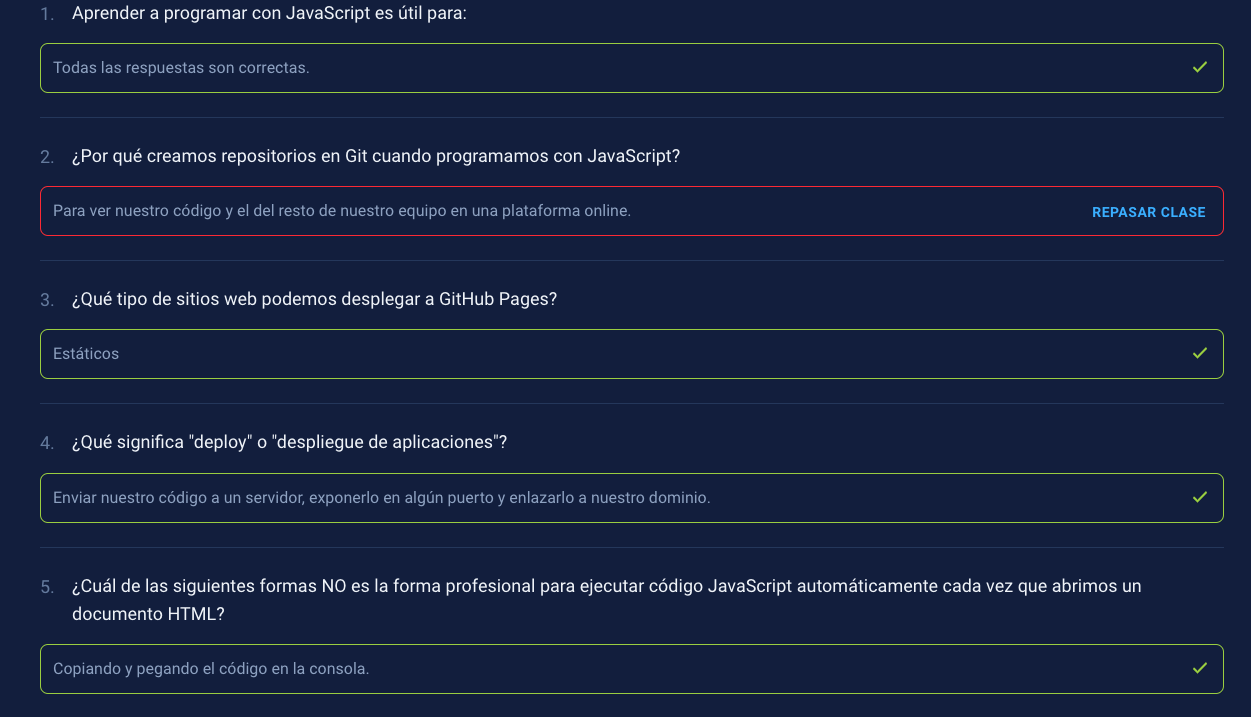 1. Aprender a programar con JavaScript es útil para:
Todas las respuestas son correctas.
2. ¿Por qué creamos repositorios en Git cuando programamos con JavaScript?
Para ver nuestro código y el del resto de nuestro equipo en una plataforma online. REPASAR CLASE
3. ¿Qué tipo de sitios web podemos desplegar a GitHub Pages?
Estáticos
4. ¿Qué significa "deploy" o "despliegue de aplicaciones"?
Enviar nuestro código a un servidor, exponerlo en algún puerto y enlazarlo a nuestro dominio.
5. ¿Cuál de las siguientes formas NO es la forma profesional para ejecutar código JavaScript automáticamente cada vez que abrimos un
documento HTML?
Copiando y pegando el código en la consola.